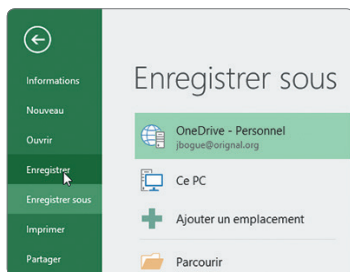 Informations
Nouveau
Ouvrir
Enregistrer
Enregistrer sous
Imprimer
Partager
Enregistrer sous
OneDrive - Personnel
jbogue@orignal.org
Ce PC
Ajouter un emplacement
Parcourir